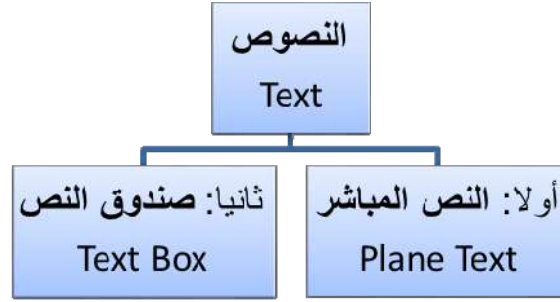 النصوص
Text
أولا: النص المباشر
Plane Text
ثانيا: صندوق النص
Text Box